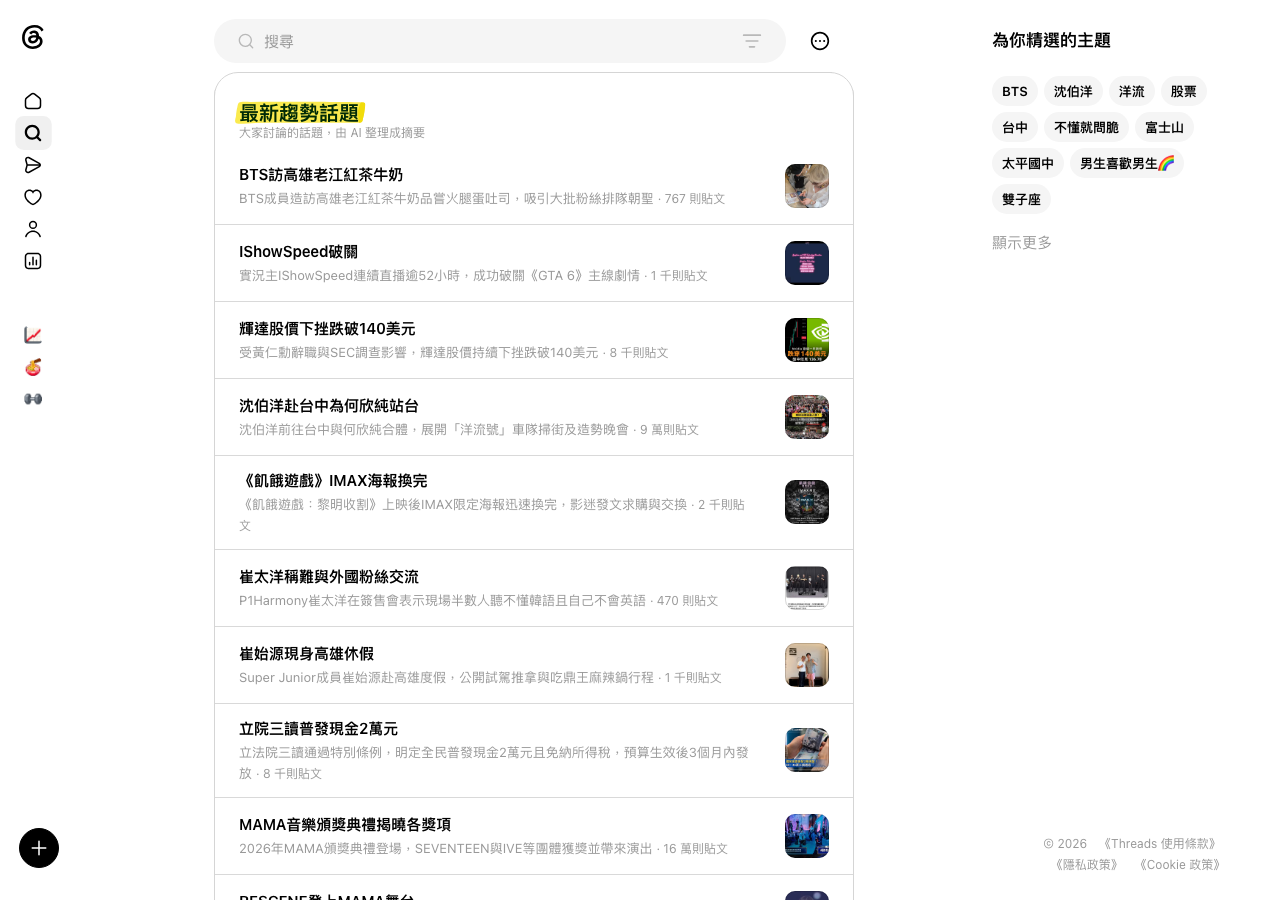 搜尋
最新趨勢話題
大家討論的話題，由 AI 整理成摘要
BTS訪高雄老江紅茶牛奶
BTS成員造訪高雄老江紅茶牛奶品嘗火腿蛋吐司，吸引大批粉絲排隊朝聖 · 767 則貼文
IShowSpeed破關
實況主IShowSpeed連續直播逾52小時，成功破關《GTA 6》主線劇情 · 1 千則貼文
輝達股價下挫跌破140美元
受黃仁勳辭職與SEC調查影響，輝達股價持續下挫跌破140美元 · 8 千則貼文
沈伯洋赴台中為何欣純站台
沈伯洋前往台中與何欣純合體，展開「洋流號」車隊掃街及造勢晚會 · 9 萬則貼文
《飢餓遊戲》IMAX海報換完
《飢餓遊戲：黎明收割》上映後IMAX限定海報迅速換完，影迷發文求購與交換 · 2 千則貼
文
崔太洋稱難與外國粉絲交流
P1Harmony崔太洋在簽售會表示現場半數人聽不懂韓語且自己不會英語 · 470 則貼文
崔始源現身高雄休假
Super Junior成員崔始源赴高雄度假，公開試駕推拿與吃鼎王麻辣鍋行程 · 1 千則貼文
立院三讀普發現金2萬元
立法院三讀通過特別條例，明定全民普發現金2萬元且免納所得稅，預算生效後3個月內發
放 · 8 千則貼文
MAMA音樂頒獎典禮揭曉各獎項
2026年MAMA頒獎典禮登場，SEVENTEEN與IVE等團體獲獎並帶來演出 · 16 萬則貼文
RESCENE登上MAMA舞台
為你精選的主題
BTS 沈伯洋 洋流 股票
台中 不懂就問脆 富士山
太平國中 男生喜歡男生🌈
雙子座
顯示更多
© 2026 《Threads 使用條款》
《隱私政策》 《Cookie 政策》